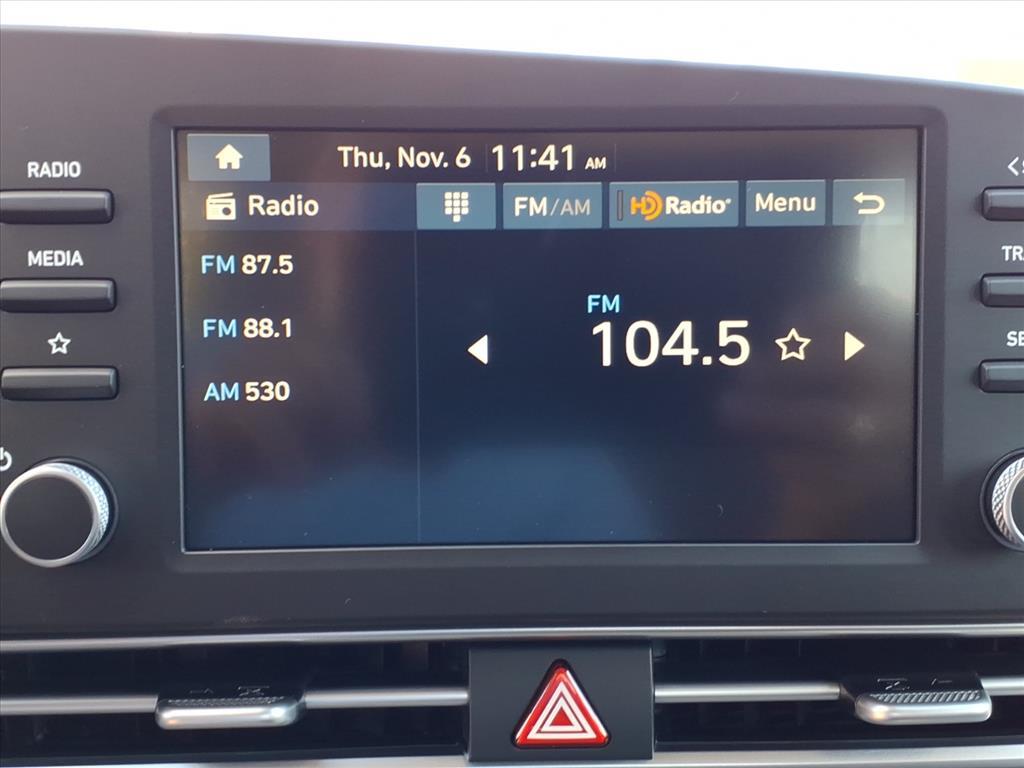 Thu, Nov. 6 11:41 AM
RADIO
Radio FM/AM HD Radio Menu
MEDIA
FM 87.5
FM 88.1
AM 530
FM
104.5